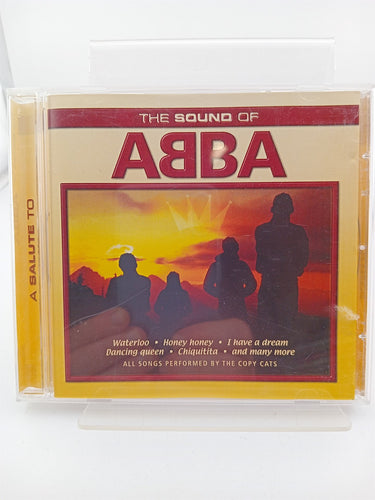 THE SOUND OF
ABBA
A SALUTE TO
Waterloo • Honey honey • I have a dream
Dancing queen • Chiquitita • and many more
ALL SONGS PERFORMED BY THE COPY CATS